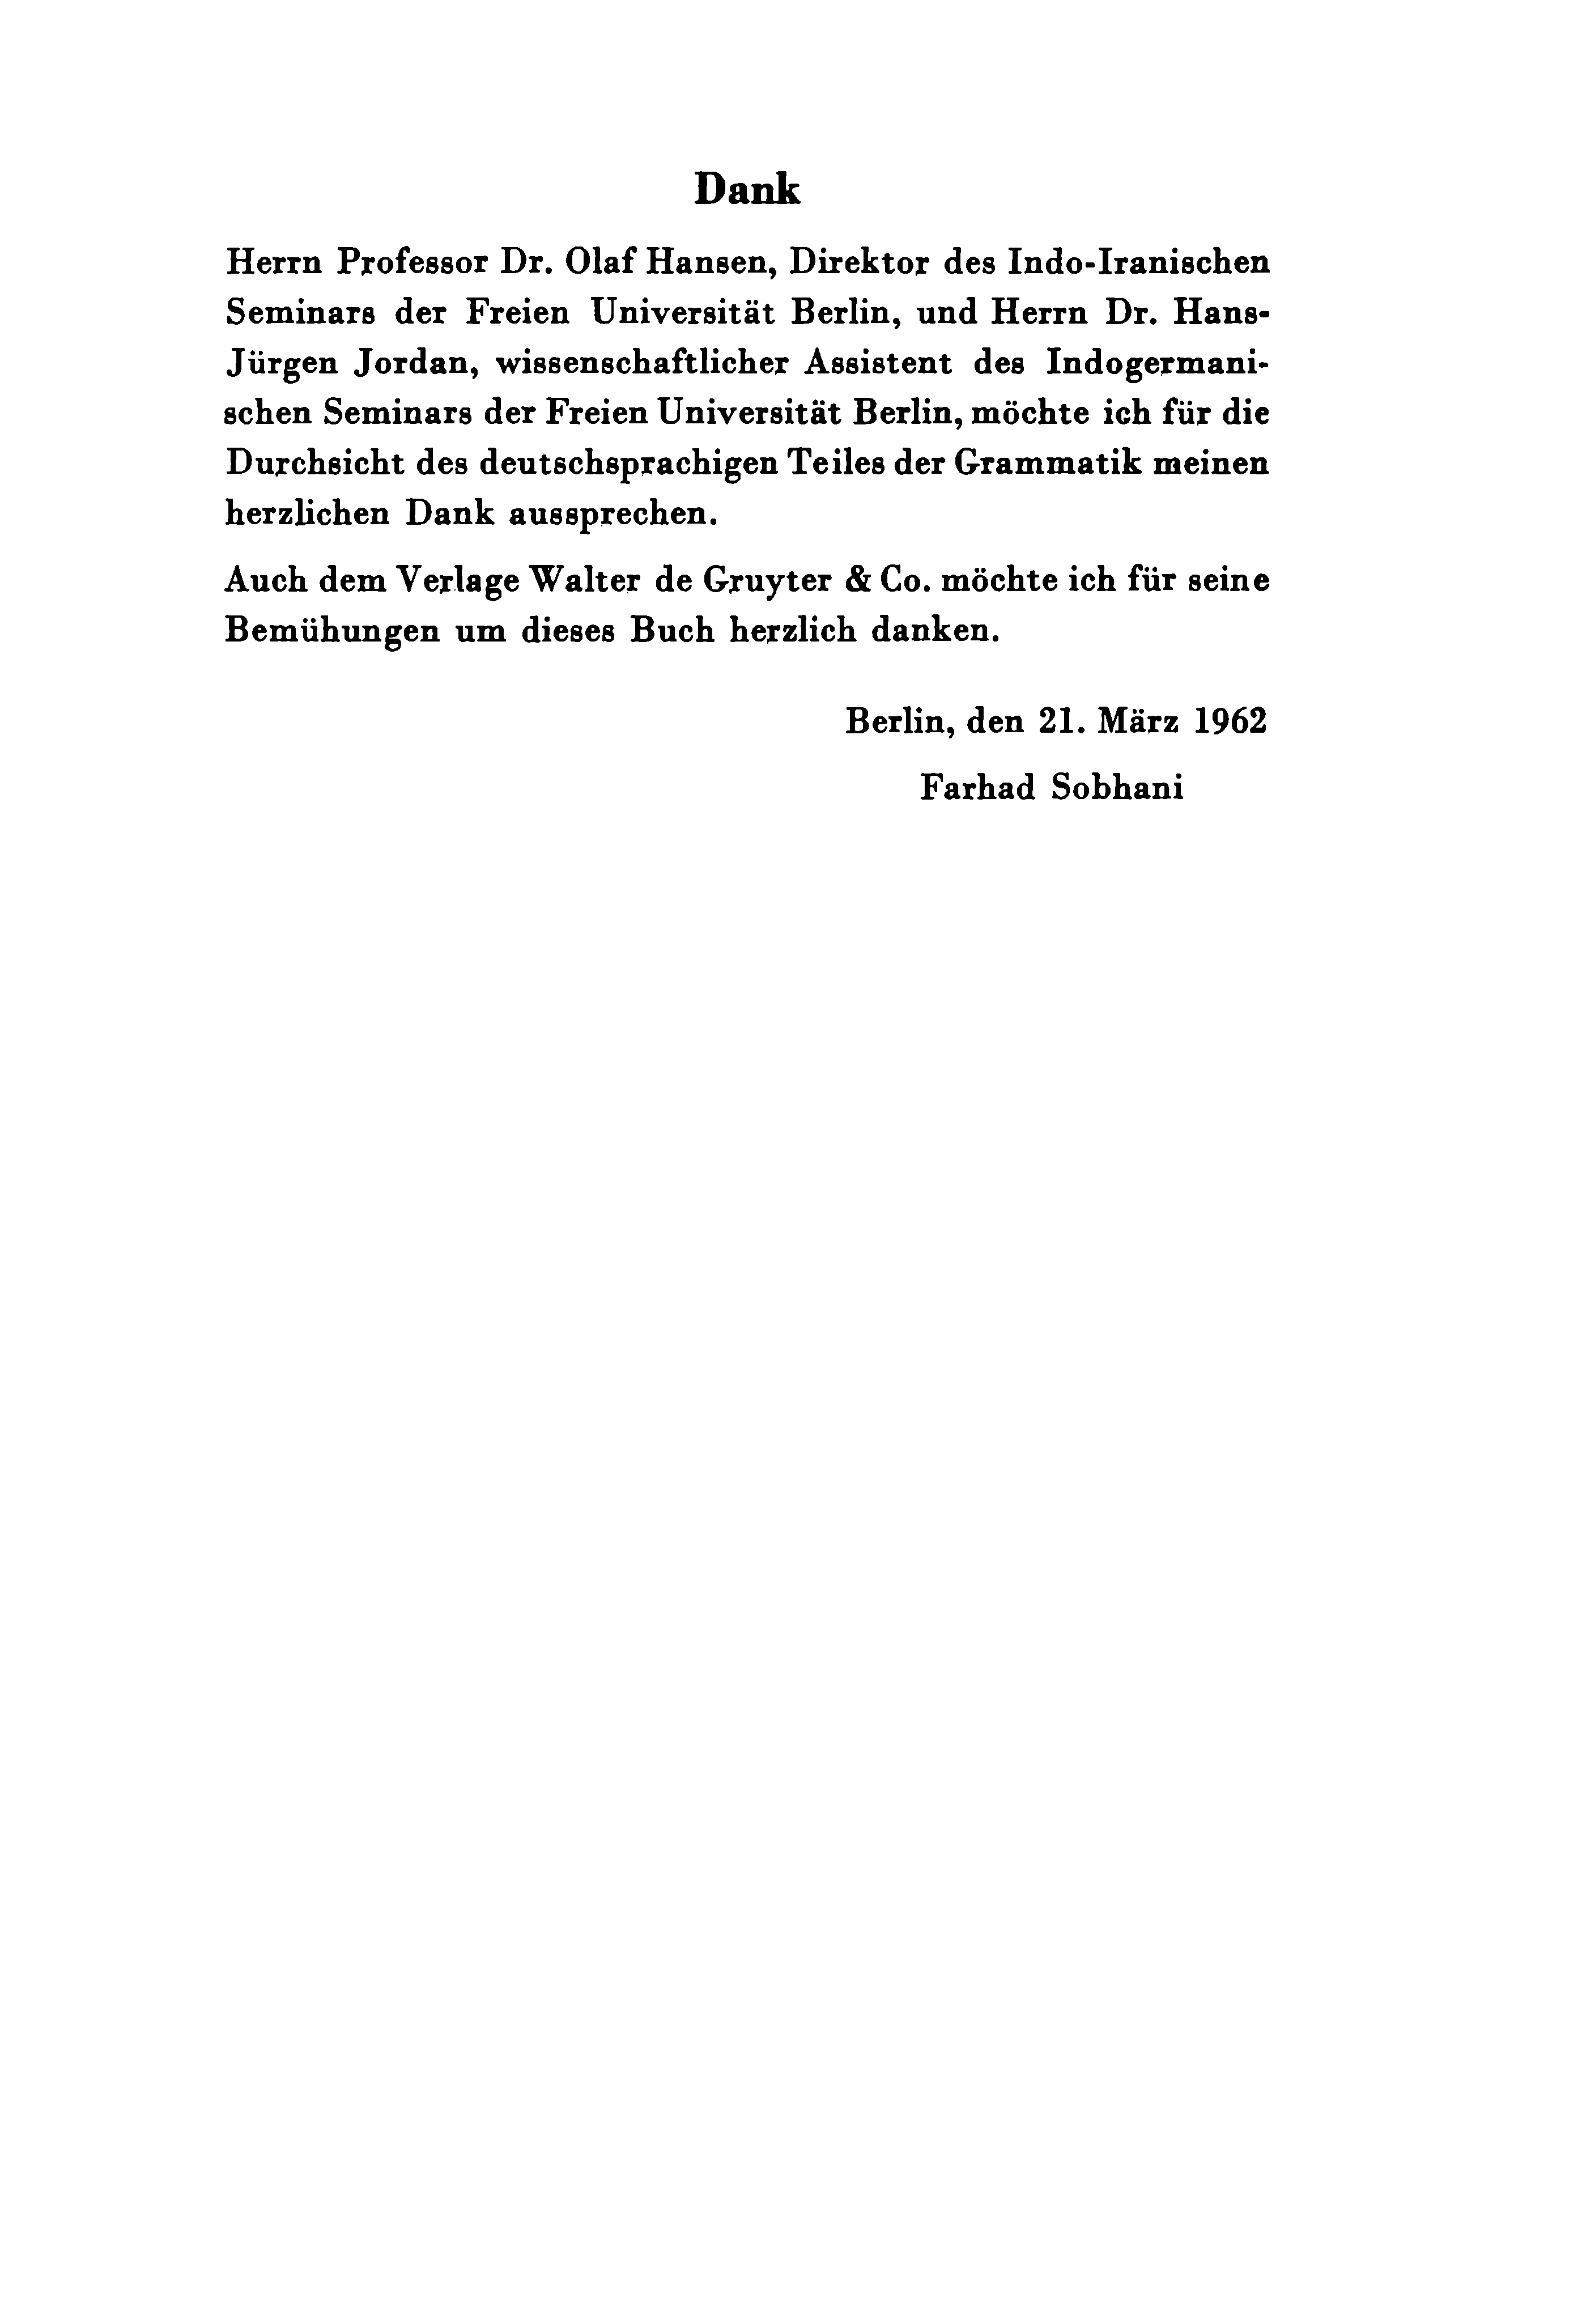 Dank
Herrn Professor Dr. Olaf Hansen, Direktor des Indo-Iranischen
Seminars der Freien Universität Berlin, und Herrn Dr. Hans-
Jürgen Jordan, wissenschaftlicher Assistent des Indogermani-
schen Seminars der Freien Universität Berlin, möchte ich für die
Durchsicht des deutschsprachigen Teiles der Grammatik meinen
herzlichen Dank aussprechen.
Auch dem Verlage Walter de Gruyter & Co. möchte ich für seine
Bemühungen um dieses Buch herzlich danken.
Berlin, den 21. März 1962
Farhad Sobhani